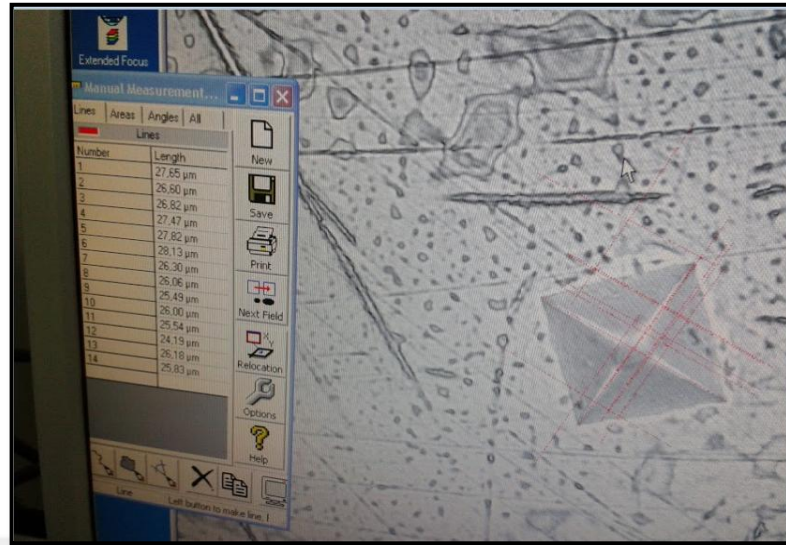 Extended Focus
Manual Measurement...
Lines Areas Angles All
Lines
Number Length
1 27,65 µm
2 26,60 µm
3 26,82 µm
4 27,47 µm
5 27,82 µm
6 28,13 µm
7 26,30 µm
8 26,06 µm
9 25,49 µm
10 26,00 µm
11 25,54 µm
12 24,19 µm
13 26,18 µm
14 25,83 µm
New
Save
Print
Next Field
X Y
Relocation
Options
Help
Line
Left button to make line.